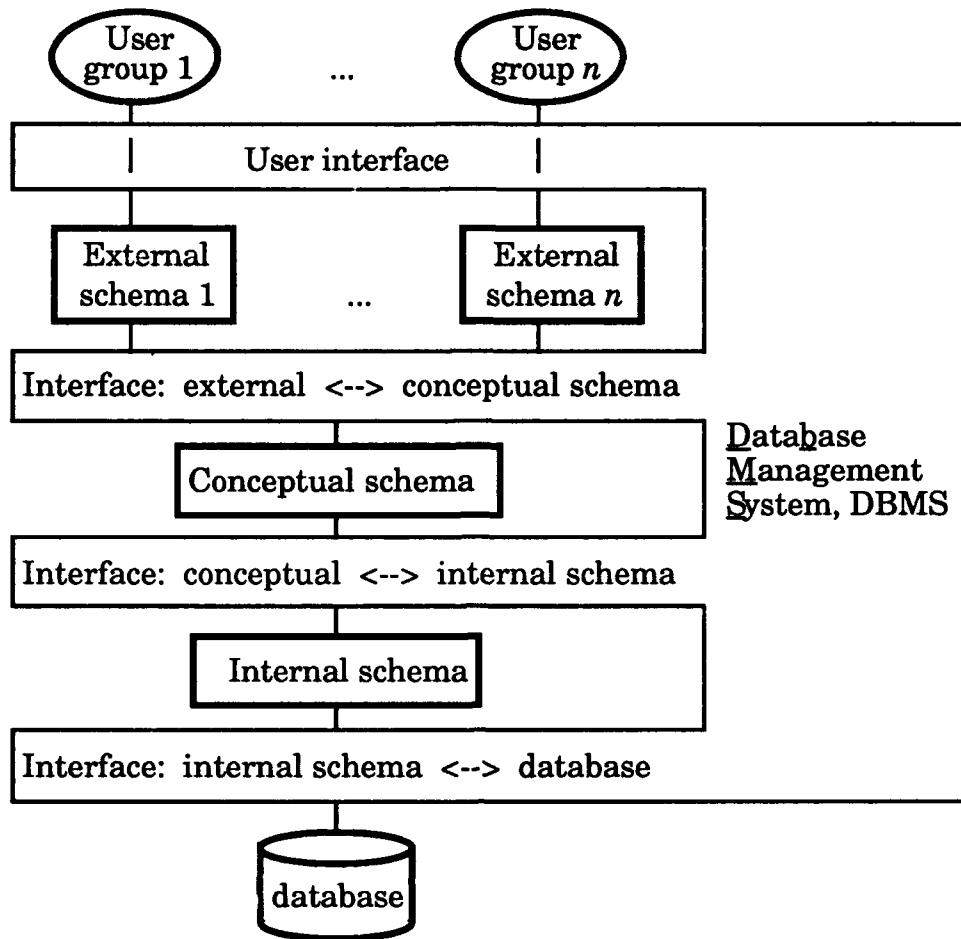 User
group 1
...
User
group n
User interface
External
schema 1
...
External
schema n
Interface: external <--> conceptual schema
Conceptual schema
Database
Management
System, DBMS
Interface: conceptual <--> internal schema
Internal schema
Interface: internal schema <--> database
database